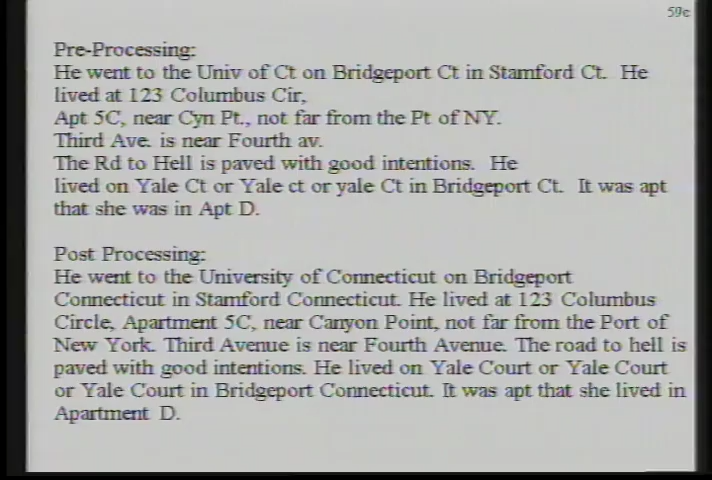 59e
Pre-Processing:
He went to the Univ of Ct on Bridgeport Ct in Stamford Ct. He
lived at 123 Columbus Cir,
Apt 5C, near Cyn Pt., not far from the Pt of NY.
Third Ave. is near Fourth av.
The Rd to Hell is paved with good intentions. He
lived on Yale Ct or Yale ct or yale Ct in Bridgeport Ct. It was apt
that she was in Apt D.
Post Processing:
He went to the University of Connecticut on Bridgeport
Connecticut in Stamford Connecticut. He lived at 123 Columbus
Circle, Apartment 5C, near Canyon Point, not far from the Port of
New York. Third Avenue is near Fourth Avenue. The road to hell is
paved with good intentions. He lived on Yale Court or Yale Court
or Yale Court in Bridgeport Connecticut. It was apt that she lived in
Apartment D.